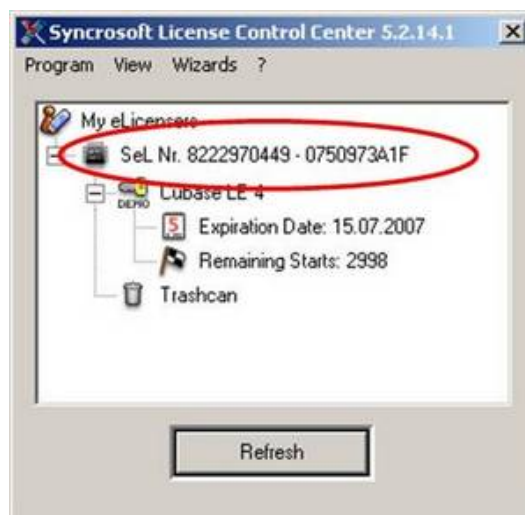 Syncrosoft License Control Center 5.2.14.1
Program View Wizards ?
My eLicensers
SeL Nr. 8222970449 - 0750973A1F
Cubase LE 4
DEMO
5
Expiration Date: 15.07.2007
Remaining Starts: 2998
Trashcan
Refresh